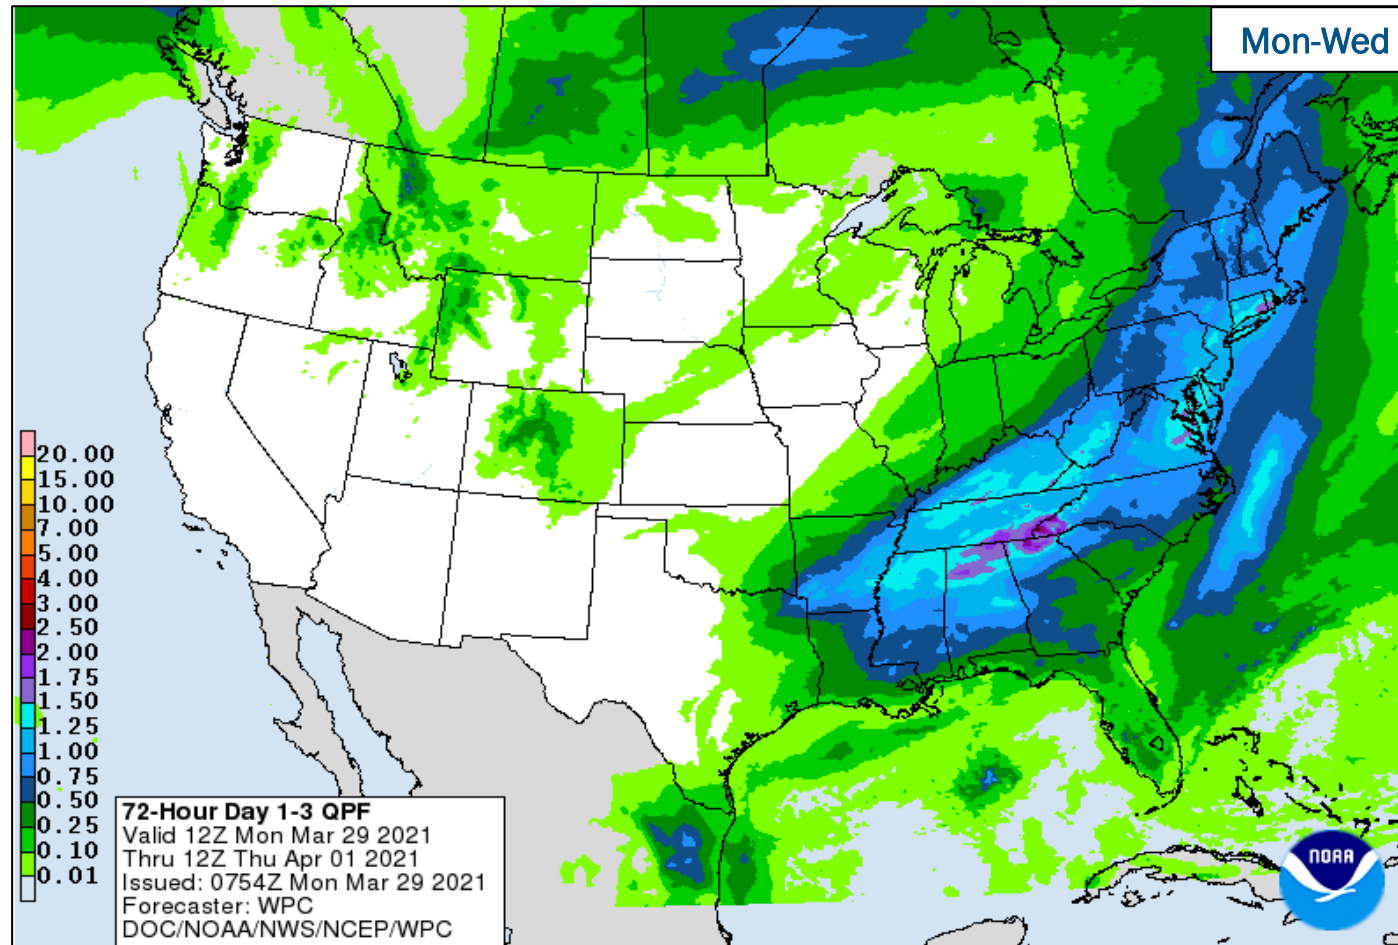 Mon-Wed
20.00
15.00
10.00
7.00
5.00
4.00
3.00
2.50
2.00
1.75
1.50
1.25
1.00
0.75
0.50
0.25
0.10
0.01
72-Hour Day 1-3 QPF
Valid 12Z Mon Mar 29 2021
Thru 12Z Thu Apr 01 2021
Issued: 0754Z Mon Mar 29 2021
Forecaster: WPC
DOC/NOAA/NWS/NCEP/WPC
NOAA